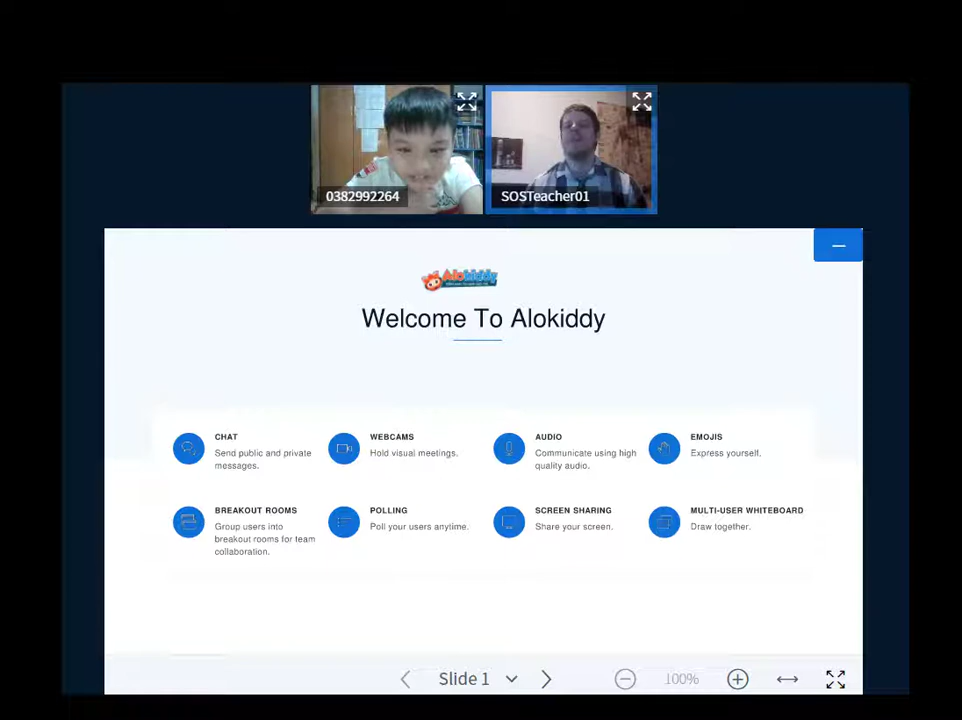 0382992264
SOSTeacher01
Alokiddy
Welcome To Alokiddy
CHAT
Send public and private
messages.
WEBCAMS
Hold visual meetings.
AUDIO
Communicate using high
quality audio.
EMOJIS
Express yourself.
BREAKOUT ROOMS
Group users into
breakout rooms for team
collaboration.
POLLING
Poll your users anytime.
SCREEN SHARING
Share your screen.
MULTI-USER WHITEBOARD
Draw together.
Slide 1
100%